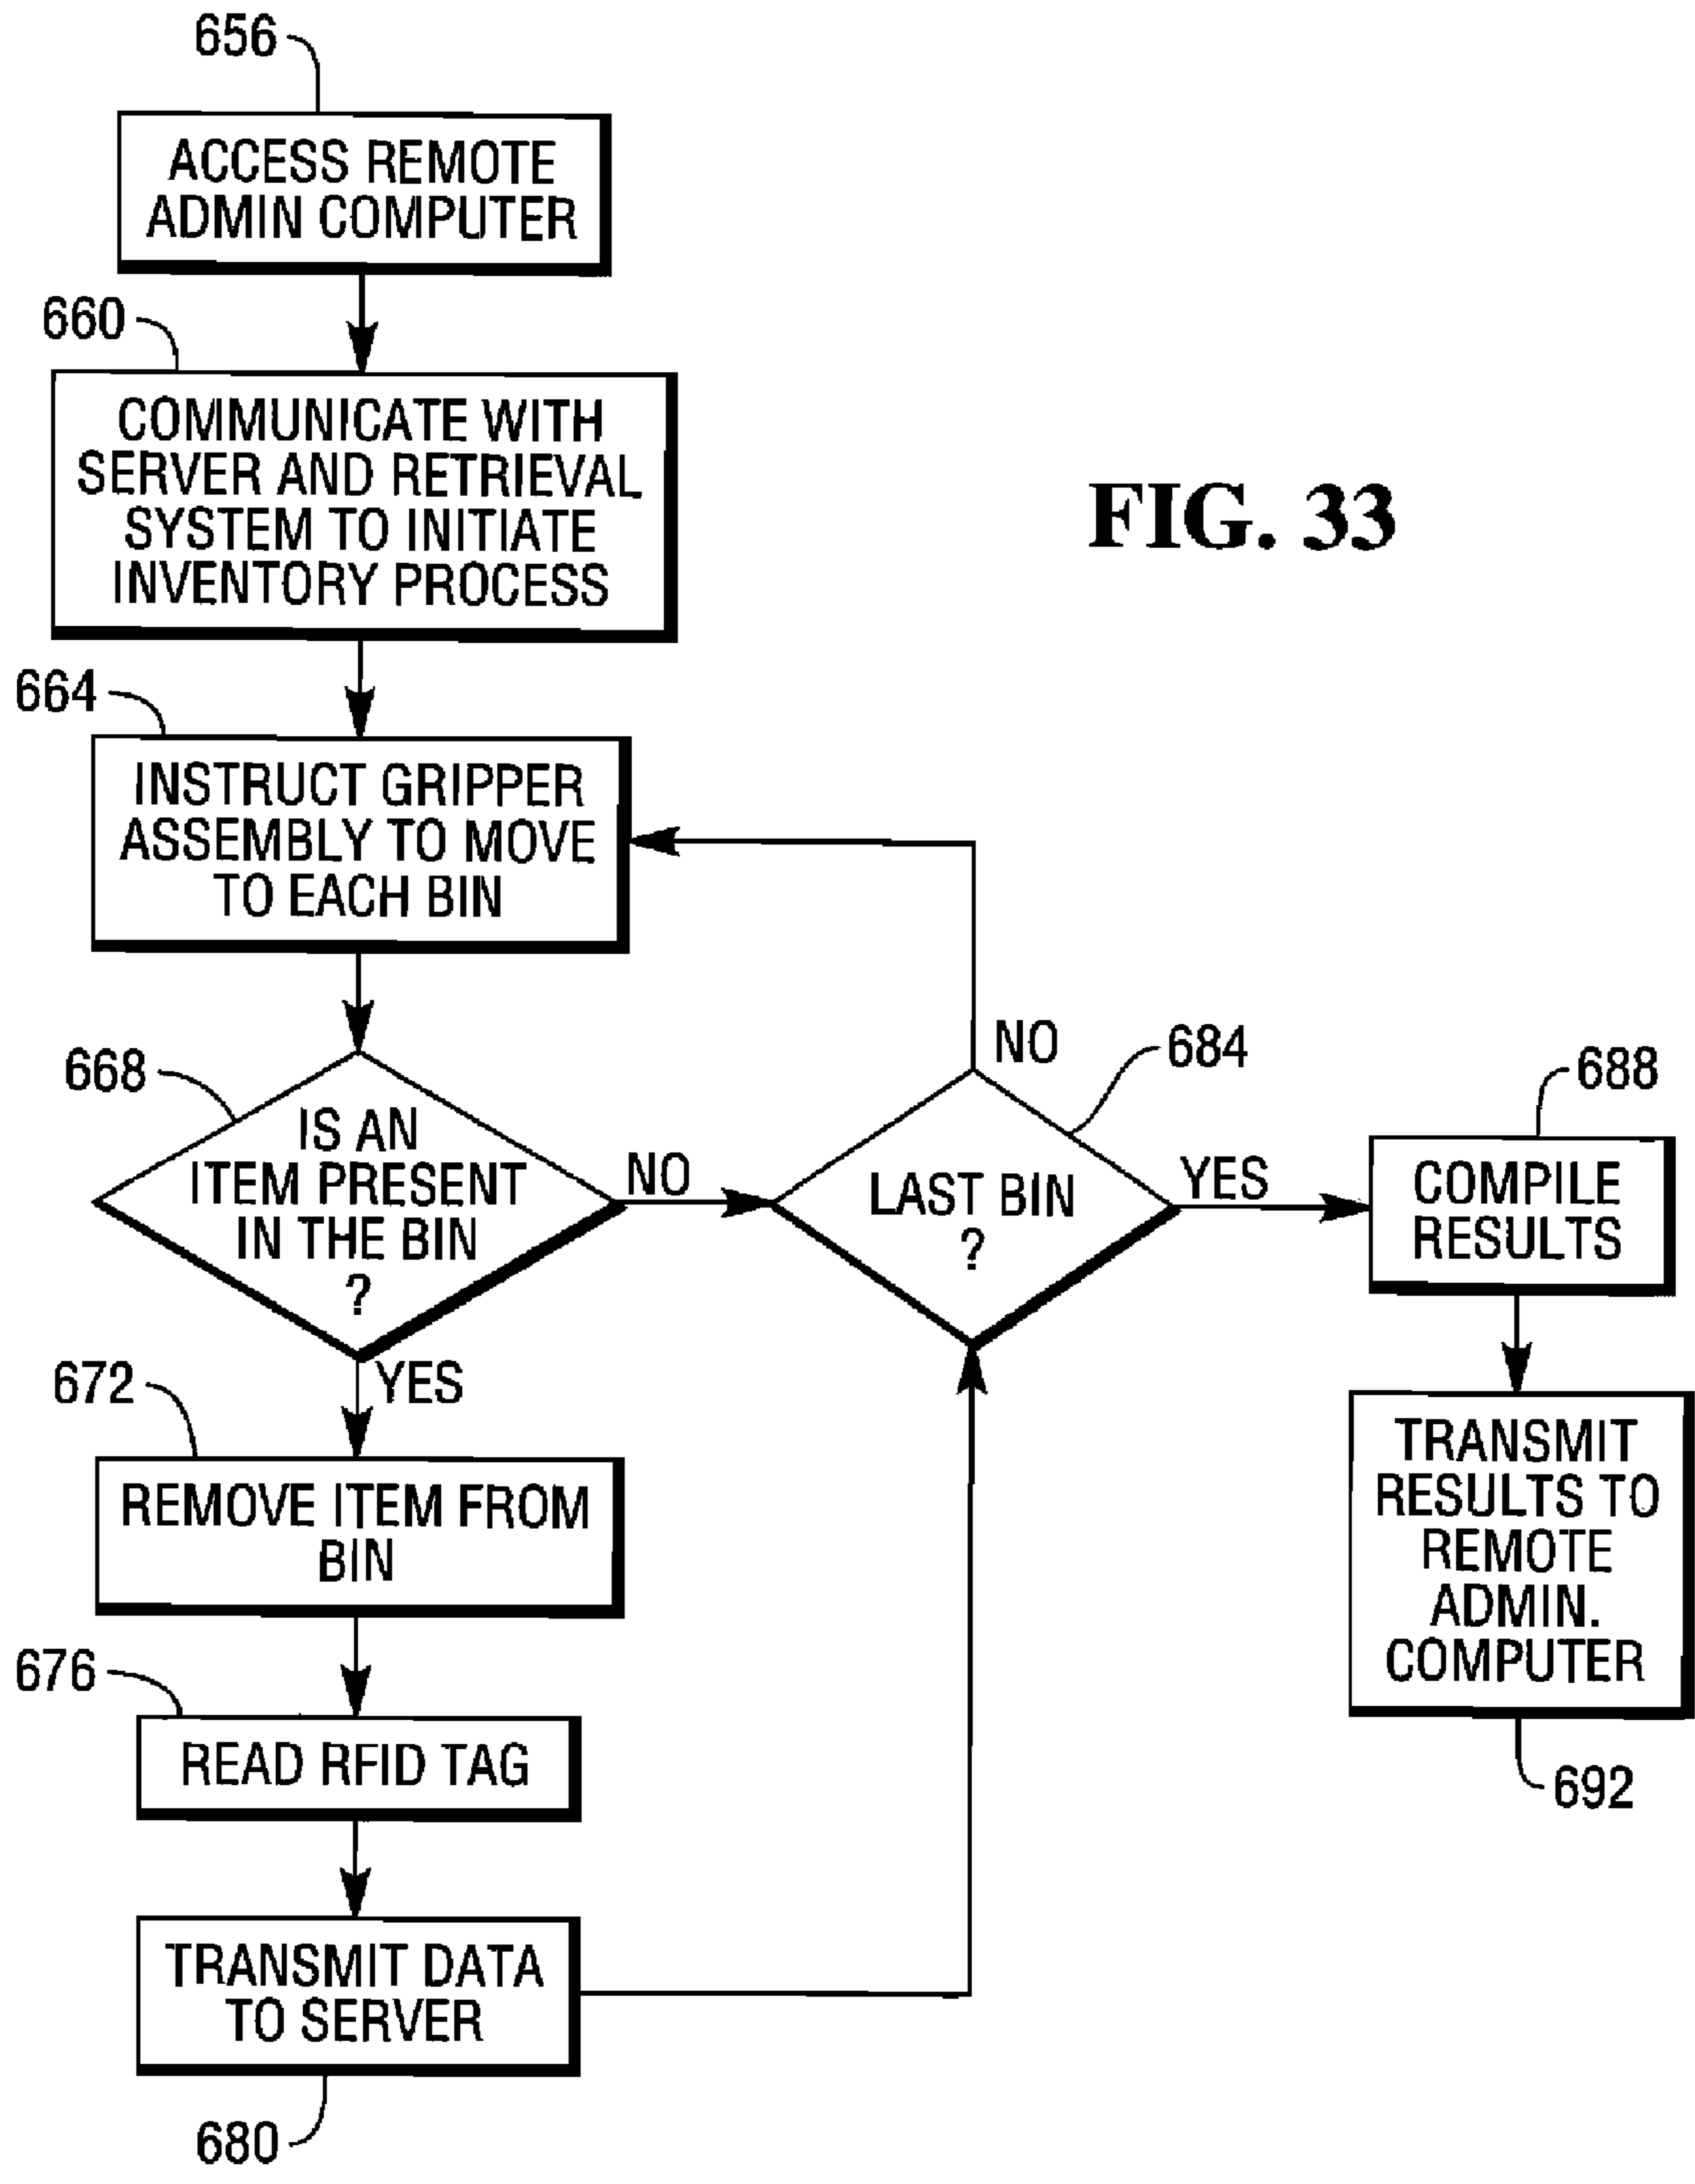 656
ACCESS REMOTE
ADMIN COMPUTER
660
COMMUNICATE WITH
SERVER AND RETRIEVAL
SYSTEM TO INITIATE
INVENTORY PROCESS
FIG. 33
664
INSTRUCT GRIPPER
ASSEMBLY TO MOVE
TO EACH BIN
668
IS AN
ITEM PRESENT
IN THE BIN
?
NO
YES
684
LAST BIN
?
NO
YES
688
COMPILE
RESULTS
672
REMOVE ITEM FROM
BIN
676
READ RFID TAG
TRANSMIT DATA
TO SERVER
680
TRANSMIT
RESULTS TO
REMOTE
ADMIN.
COMPUTER
692